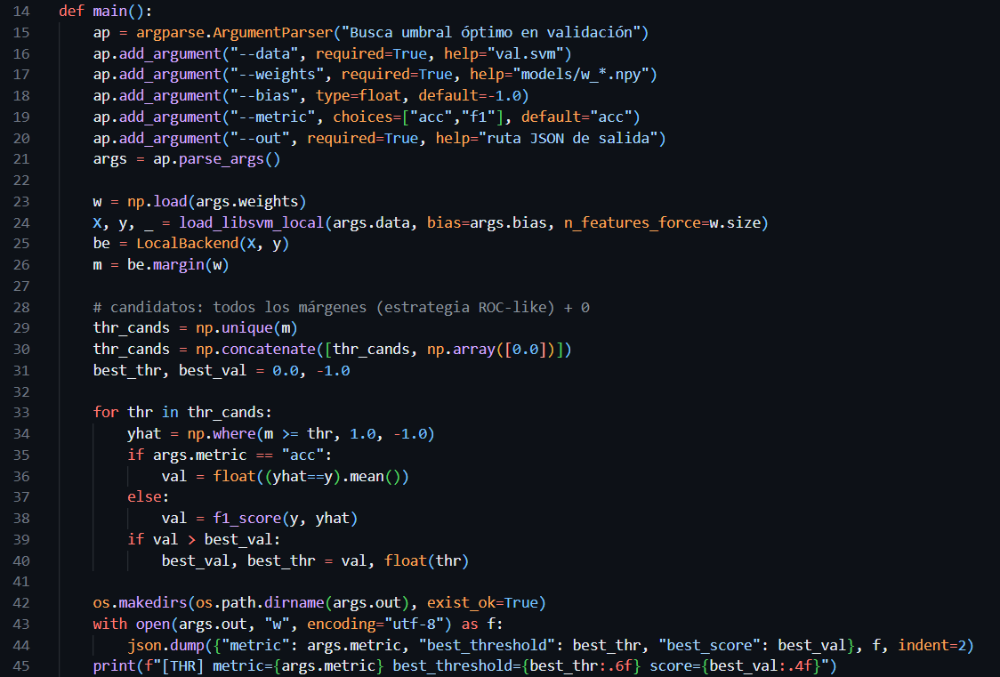 14 def main():
15     ap = argparse.ArgumentParser("Busca umbral óptimo en validación")
16     ap.add_argument("--data", required=True, help="val.svm")
17     ap.add_argument("--weights", required=True, help="models/w_*.npy")
18     ap.add_argument("--bias", type=float, default=-1.0)
19     ap.add_argument("--metric", choices=["acc","f1"], default="acc")
20     ap.add_argument("--out", required=True, help="ruta JSON de salida")
21     args = ap.parse_args()
22
23     w = np.load(args.weights)
24     X, y, _ = load_libsvm_local(args.data, bias=args.bias, n_features_force=w.size)
25     be = LocalBackend(X, y)
26     m = be.margin(w)
27
28     # candidatos: todos los márgenes (estrategia ROC-like) + 0
29     thr_cands = np.unique(m)
30     thr_cands = np.concatenate([thr_cands, np.array([0.0])])
31     best_thr, best_val = 0.0, -1.0
32
33     for thr in thr_cands:
34         yhat = np.where(m >= thr, 1.0, -1.0)
35         if args.metric == "acc":
36             val = float((yhat==y).mean())
37         else:
38             val = f1_score(y, yhat)
39         if val > best_val:
40             best_val, best_thr = val, float(thr)
41
42     os.makedirs(os.path.dirname(args.out), exist_ok=True)
43     with open(args.out, "w", encoding="utf-8") as f:
44         json.dump({"metric": args.metric, "best_threshold": best_thr, "best_score": best_val}, f, indent=2)
45     print(f"[THR] metric={args.metric} best_threshold={best_thr:.6f} score={best_val:.4f}")